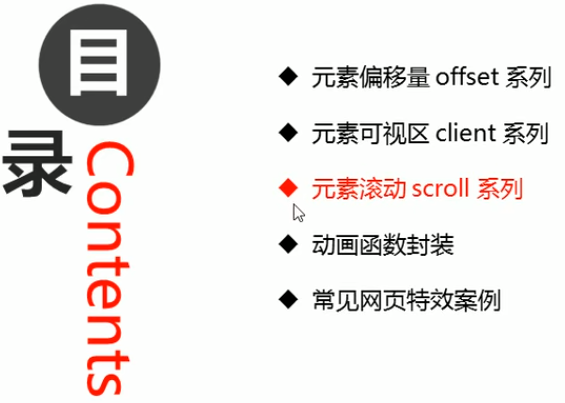 目录
Contents
元素偏移量 offset 系列
元素可视区 client 系列
元素滚动 scroll 系列
动画函数封装
常见网页特效案例